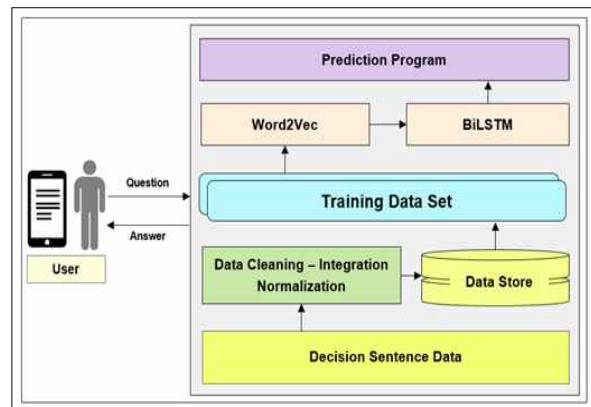 Prediction Program
Word2Vec
BiLSTM
Question
Training Data Set
Answer
User
Data Cleaning – Integration
Normalization
Data Store
Decision Sentence Data